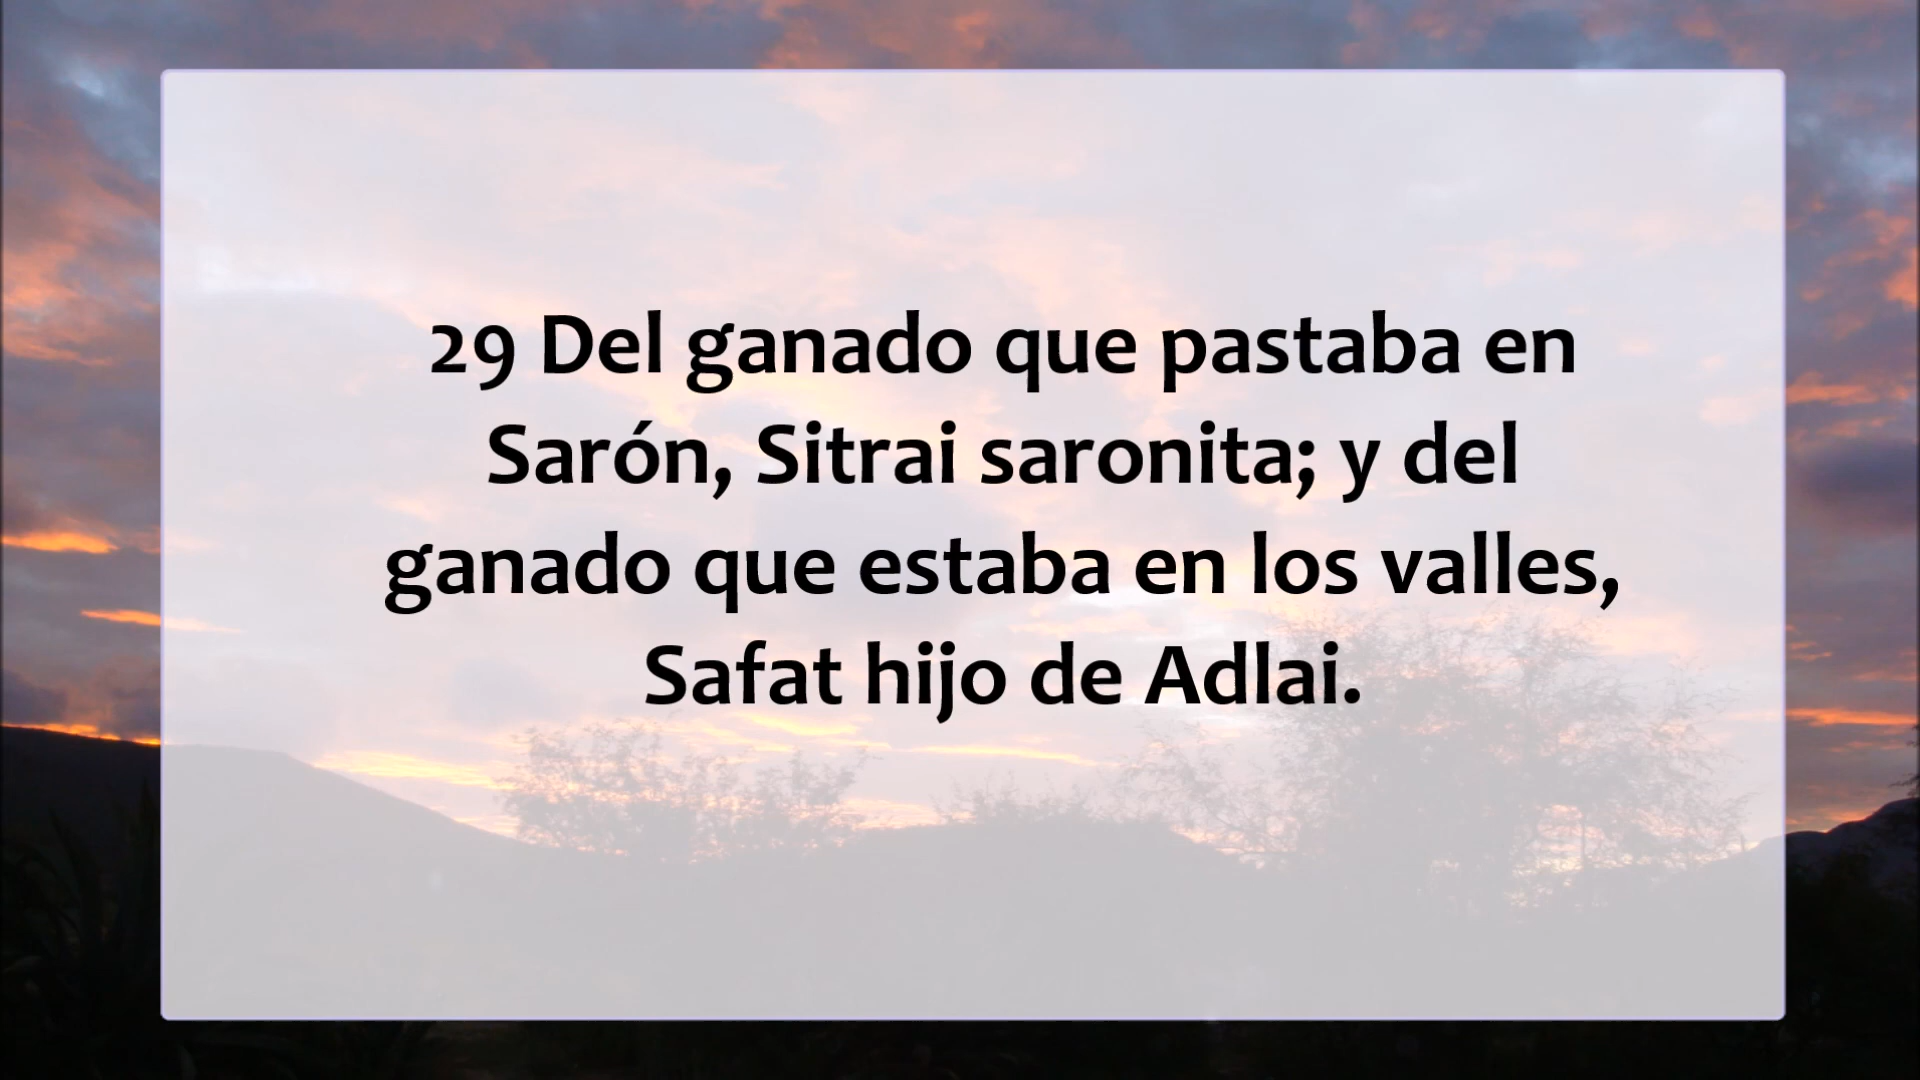 29 Del ganado que pastaba en
Sarón, Sitrai saronita; y del
ganado que estaba en los valles,
Safat hijo de Adlai.